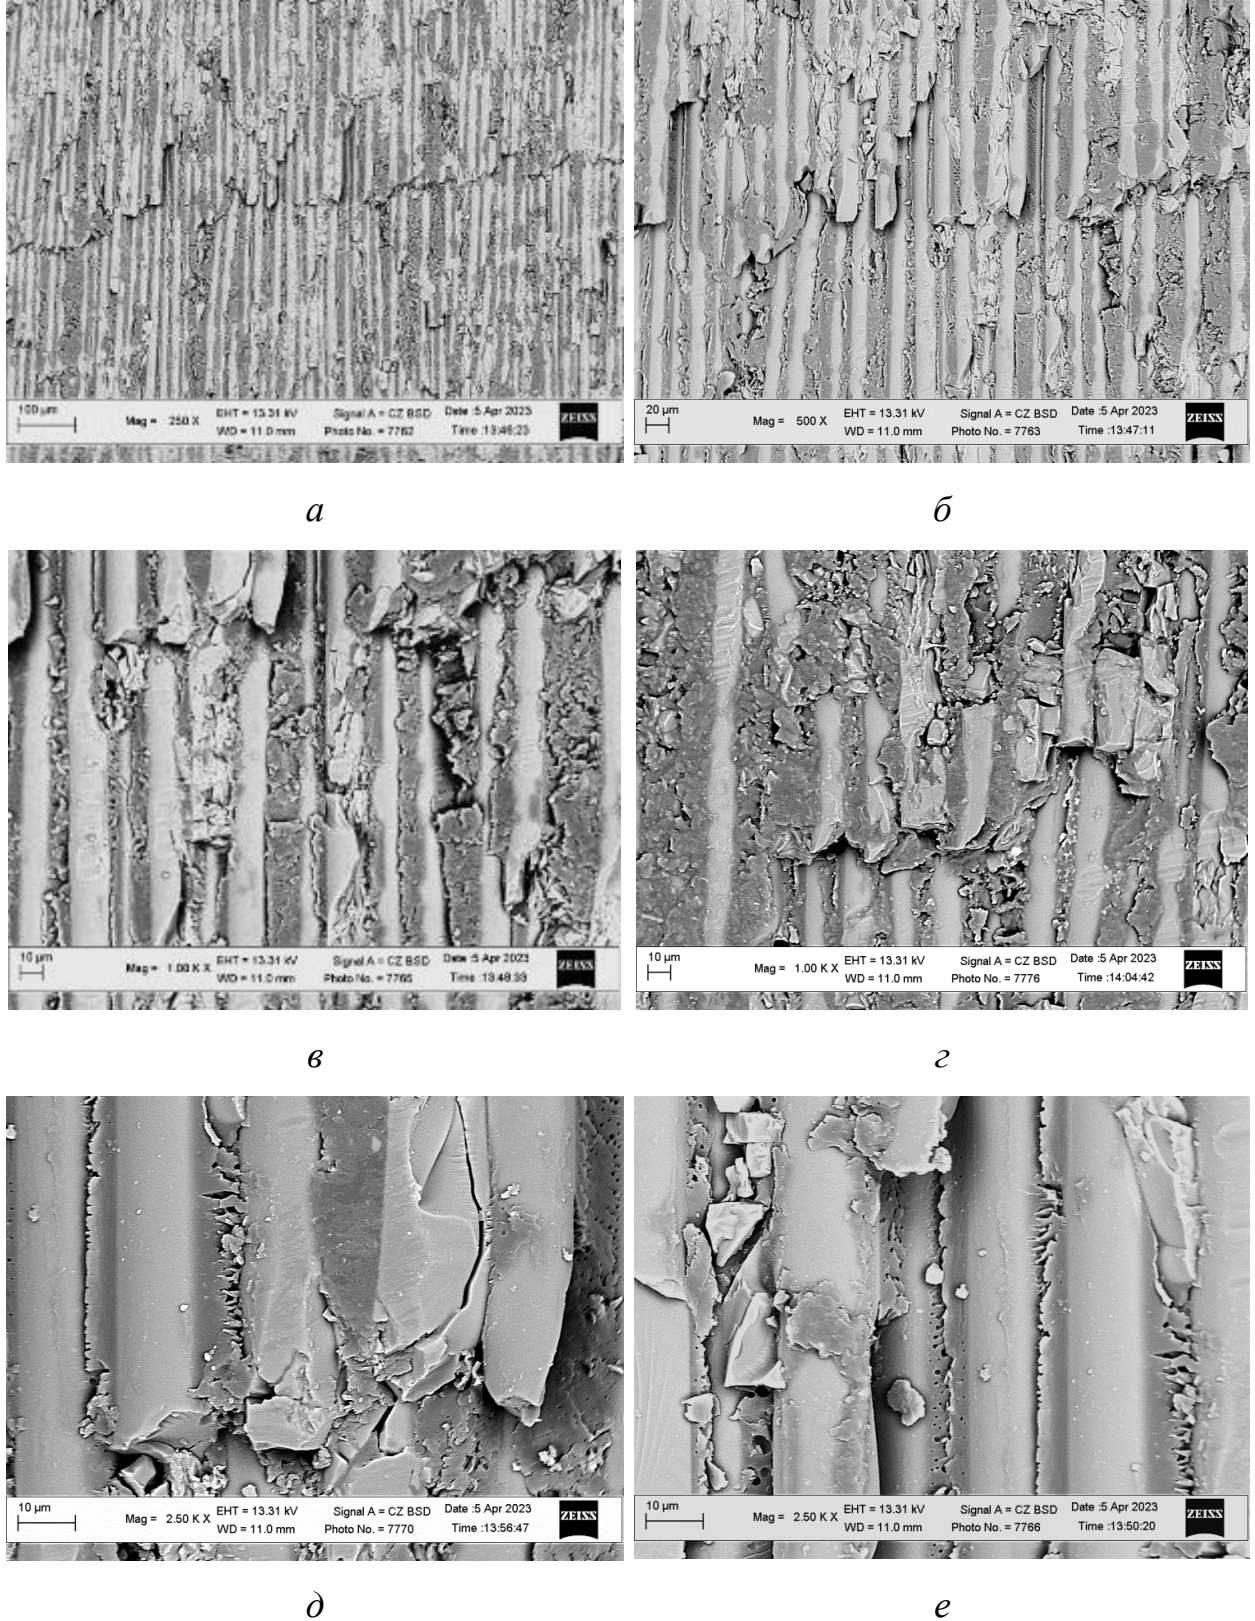 100 µm
Mag = 250 X
EHT = 13.31 kV
WD = 11.0 mm
Signal A = CZ BSD
Photo No. = 7762
Date :5 Apr 2023
Time :13:46:23
ZEISS
20 µm
Mag = 500 X
EHT = 13.31 kV
WD = 11.0 mm
Signal A = CZ BSD
Photo No. = 7763
Date :5 Apr 2023
Time :13:47:11
ZEISS
а
б
10 µm
Mag = 1.00 K X
EHT = 13.31 kV
WD = 11.0 mm
Signal A = CZ BSD
Photo No. = 7765
Date :5 Apr 2023
Time :13:48:33
ZEISS
10 µm
Mag = 1.00 K X
EHT = 13.31 kV
WD = 11.0 mm
Signal A = CZ BSD
Photo No. = 7776
Date :5 Apr 2023
Time :14:04:42
ZEISS
в
г
10 µm
Mag = 2.50 K X
EHT = 13.31 kV
WD = 11.0 mm
Signal A = CZ BSD
Photo No. = 7770
Date :5 Apr 2023
Time :13:56:47
ZEISS
10 µm
Mag = 2.50 K X
EHT = 13.31 kV
WD = 11.0 mm
Signal A = CZ BSD
Photo No. = 7766
Date :5 Apr 2023
Time :13:50:20
ZEISS
д
е